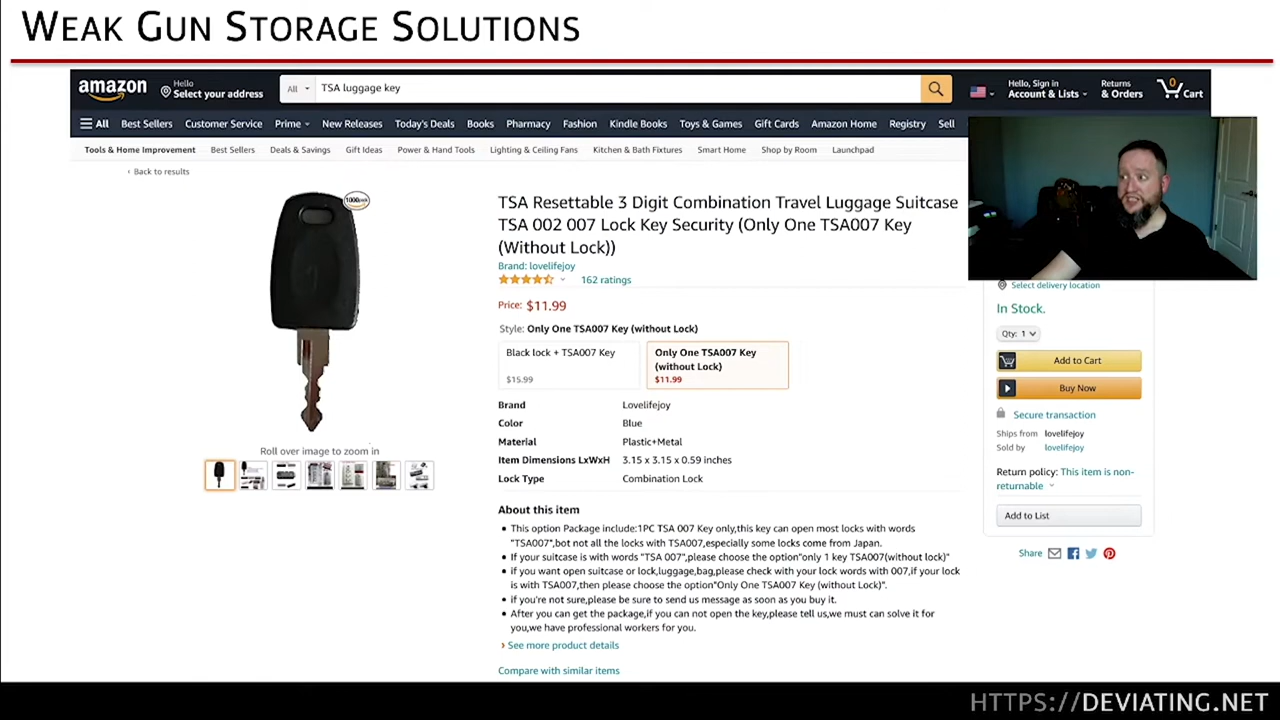 WEAK GUN STORAGE SOLUTIONS
amazon
Hello
Select your address
All
TSA luggage key
Hello, Sign in
Account & Lists
Returns
& Orders
0
Cart
All Best Sellers Customer Service Prime New Releases Today's Deals Books Pharmacy Fashion Kindle Books Toys & Games Gift Cards Amazon Home Registry Sell
Tools & Home Improvement Best Sellers Deals & Savings Gift Ideas Power & Hand Tools Lighting & Ceiling Fans Kitchen & Bath Fixtures Smart Home Shop by Room Launchpad
‹ Back to results
1000pack
TSA Resettable 3 Digit Combination Travel Luggage Suitcase
TSA 002 007 Lock Key Security (Only One TSA007 Key
(Without Lock))
Brand: lovelifejoy
162 ratings
Price: $11.99
Style: Only One TSA007 Key (without Lock)
Black lock + TSA007 Key
$15.99
Only One TSA007 Key
(without Lock)
$11.99
Brand Lovelifejoy
Color Blue
Material Plastic+Metal
Item Dimensions LxWxH 3.15 x 3.15 x 0.59 inches
Lock Type Combination Lock
Roll over image to zoom in
About this item
• This option Package include:1PC TSA 007 Key only,this key can open most locks with words
"TSA007",bot not all the locks with TSA007,especially some locks come from Japan.
• If your suitcase is with words "TSA 007",please choose the option"only 1 key TSA007(without lock)"
• if you want open suitcase or lock,luggage,bag,please check with your lock words with 007,if your lock
is with TSA007,then please choose the option"Only One TSA007 Key (without Lock)".
• if you're not sure,please be sure to send us message as soon as you buy it.
• After you can get the package,if you can not open the key,please tell us,we must can solve it for
you,we have professional workers for you.
› See more product details
Compare with similar items
Select delivery location
In Stock.
Qty: 1
Add to Cart
Buy Now
Secure transaction
Ships from lovelifejoy
Sold by lovelifejoy
Return policy: This item is non-
returnable
Add to List
Share
HTTPS://DEVIATING.NET